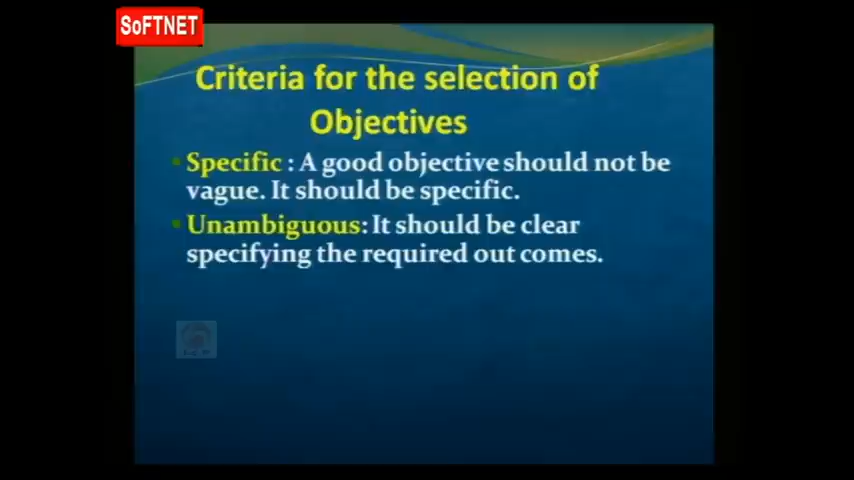 SoFTNET
Criteria for the selection of
Objectives
Specific : A good objective should not be
vague. It should be specific.
Unambiguous: It should be clear
specifying the required out comes.